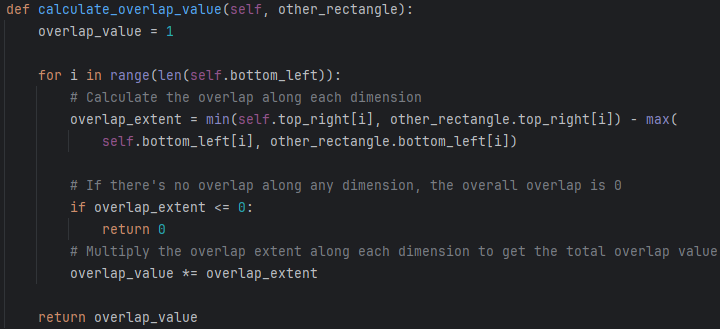 def calculate_overlap_value(self, other_rectangle):
    overlap_value = 1
    for i in range(len(self.bottom_left)):
        # Calculate the overlap along each dimension
        overlap_extent = min(self.top_right[i], other_rectangle.top_right[i]) - max(
            self.bottom_left[i], other_rectangle.bottom_left[i])
        # If there's no overlap along any dimension, the overall overlap is 0
        if overlap_extent <= 0:
            return 0
        # Multiply the overlap extent along each dimension to get the total overlap value
        overlap_value *= overlap_extent
    return overlap_value